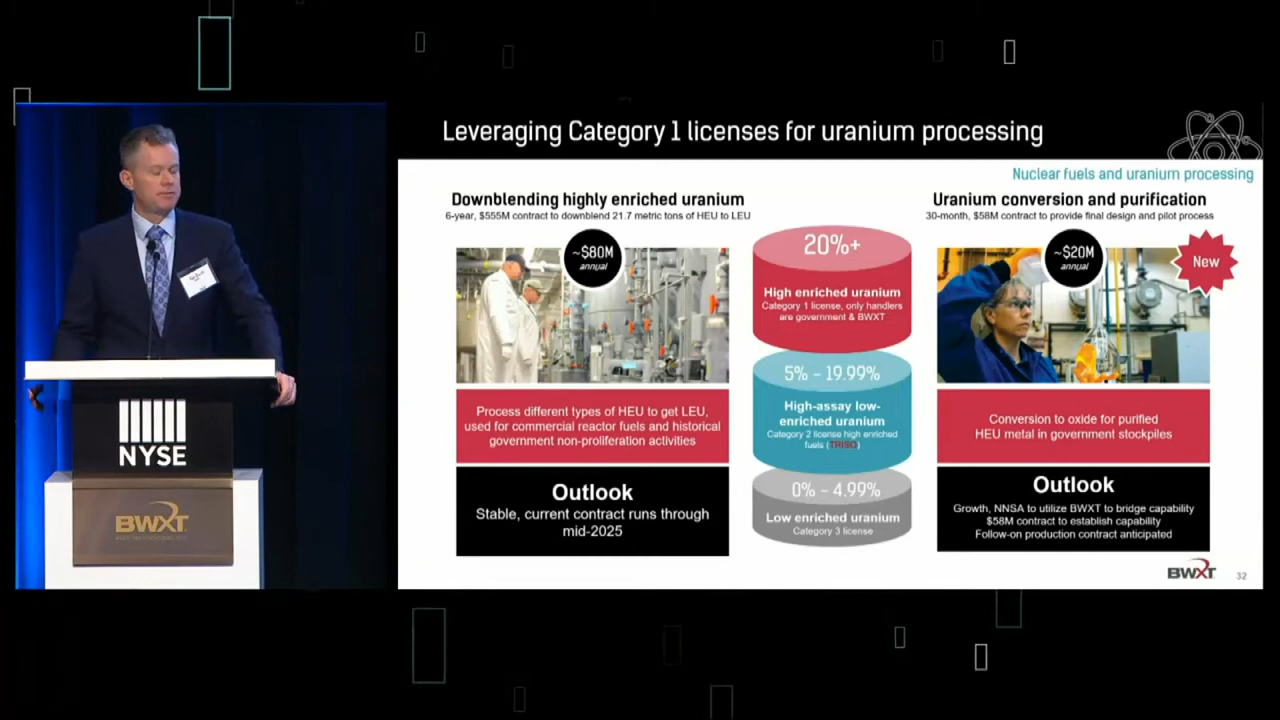 Leveraging Category 1 licenses for uranium processing
Nuclear fuels and uranium processing
Downblending highly enriched uranium
6-year, $555M contract to downblend 21.7 metric tons of HEU to LEU
~$80M
annual
Process different types of HEU to get LEU,
used for commercial reactor fuels and historical
government non-proliferation activities
Outlook
Stable, current contract runs through
mid-2025
20%+
High enriched uranium
Category 1 license, only handlers
are government & BWXT
5% – 19.99%
High-assay low-
enriched uranium
Category 2 license high enriched
fuels (TRISO)
0% – 4.99%
Low enriched uranium
Category 3 license
Uranium conversion and purification
30-month, $58M contract to provide final design and pilot process
~$20M
annual
New
Conversion to oxide for purified
HEU metal in government stockpiles
Outlook
Growth, NNSA to utilize BWXT to bridge capability
$58M contract to establish capability
Follow-on production contract anticipated
BWXT
32
NYSE
BWXT